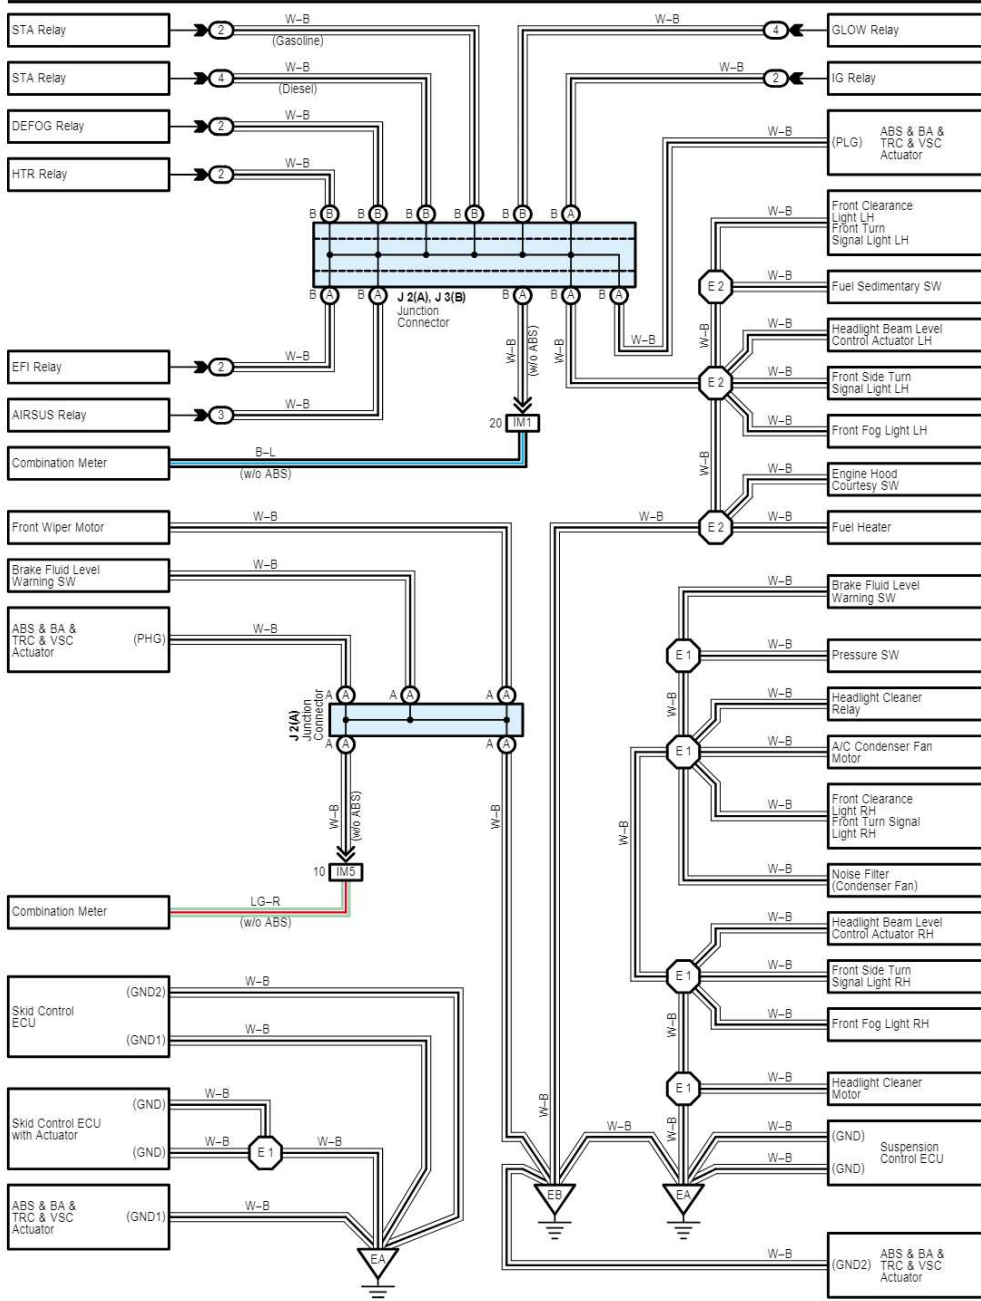 STA Relay
2
W–B
(Gasoline)
W–B
4
GLOW Relay
STA Relay
4
W–B
(Diesel)
W–B
2
IG Relay
DEFOG Relay
2
W–B
W–B
(PLG)
ABS & BA &
TRC & VSC
Actuator
HTR Relay
2
W–B
B B B B B B B B B B B A
W–B
Front Clearance
Light LH
Front Turn
Signal Light LH
E 2
W–B
Fuel Sedimentary SW
B A B A
J 2(A), J 3(B)
Junction
Connector
B A B A B A
W–B
(w/o ABS)
W–B
W–B
W–B
W–B
Headlight Beam Level
Control Actuator LH
EFI Relay
2
W–B
E 2
W–B
Front Side Turn
Signal Light LH
AIRSUS Relay
3
W–B
20 IM1
W–B
Front Fog Light LH
Combination Meter
B–L
(w/o ABS)
W–B
W–B
Engine Hood
Courtesy SW
Front Wiper Motor
W–B
W–B
E 2
W–B
Fuel Heater
Brake Fluid Level
Warning SW
W–B
W–B
Brake Fluid Level
Warning SW
ABS & BA &
TRC & VSC
Actuator
(PHG)
W–B
E 1
W–B
Pressure SW
A A A A A A
J 2(A)
Junction
Connector
A A A A
W–B
W–B
Headlight Cleaner
Relay
E 1
W–B
A/C Condenser Fan
Motor
W–B
(w/o ABS)
W–B
W–B
W–B
Front Clearance
Light RH
Front Turn Signal
Light RH
10 IM5
W–B
Noise Filter
(Condenser Fan)
Combination Meter
LG–R
(w/o ABS)
W–B
Headlight Beam Level
Control Actuator RH
E 1
W–B
Front Side Turn
Signal Light RH
Skid Control
ECU
(GND2)
W–B
(GND1)
W–B
W–B
W–B
Front Fog Light RH
E 1
W–B
Headlight Cleaner
Motor
Skid Control ECU
with Actuator
(GND)
W–B
(GND)
W–B
E 1
W–B
W–B
W–B
W–B
W–B
(GND)
W–B
(GND)
Suspension
Control ECU
ABS & BA &
TRC & VSC
Actuator
(GND1)
W–B
EB
EA
EA
W–B
(GND2)
ABS & BA &
TRC & VSC
Actuator